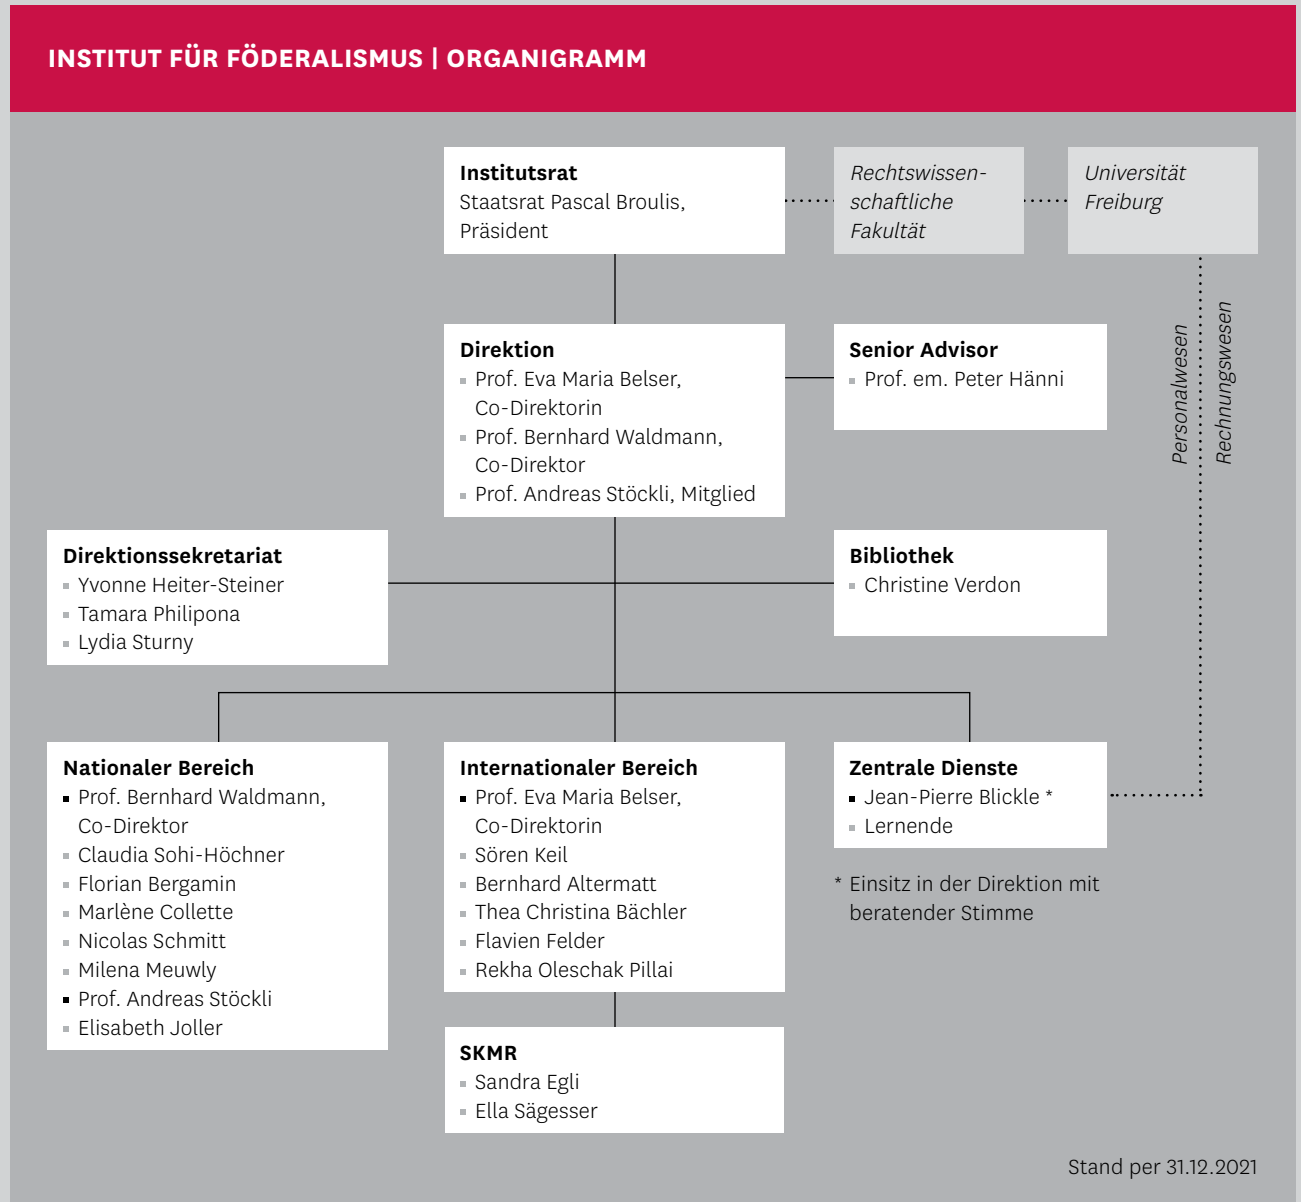 INSTITUT FÜR FÖDERALISMUS | ORGANIGRAMM
Institutsrat
Staatsrat Pascal Broulis,
Präsident
Rechtswissen-
schaftliche
Fakultät
Universität
Freiburg
Direktion
Prof. Eva Maria Belser,
Co-Direktorin
Prof. Bernhard Waldmann,
Co-Direktor
Prof. Andreas Stöckli, Mitglied
Senior Advisor
Prof. em. Peter Hänni
Personalwesen
Rechnungswesen
Direktionssekretariat
Yvonne Heiter-Steiner
Tamara Philipona
Lydia Sturny
Bibliothek
Christine Verdon
Nationaler Bereich
Prof. Bernhard Waldmann,
Co-Direktor
Claudia Sohi-Höchner
Florian Bergamin
Marlène Collette
Nicolas Schmitt
Milena Meuwly
Prof. Andreas Stöckli
Elisabeth Joller
Internationaler Bereich
Prof. Eva Maria Belser,
Co-Direktorin
Sören Keil
Bernhard Altermatt
Thea Christina Bächler
Flavien Felder
Rekha Oleschak Pillai
Zentrale Dienste
Jean-Pierre Blickle *
Lernende
* Einsitz in der Direktion mit
beratender Stimme
SKMR
Sandra Egli
Ella Sägesser
Stand per 31.12.2021